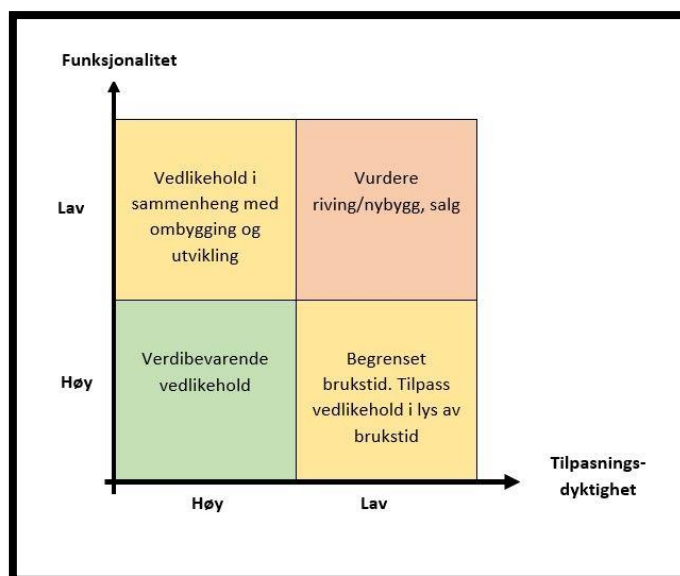 Funksjonalitet
Lav
Vedlikehold i
sammenheng med
ombygging og
utvikling
Vurdere
riving/nybygg, salg
Høy
Verdibevarende
vedlikehold
Begrenset
brukstid. Tilpass
vedlikehold i lys av
brukstid
Tilpasnings-
dyktighet
Høy
Lav